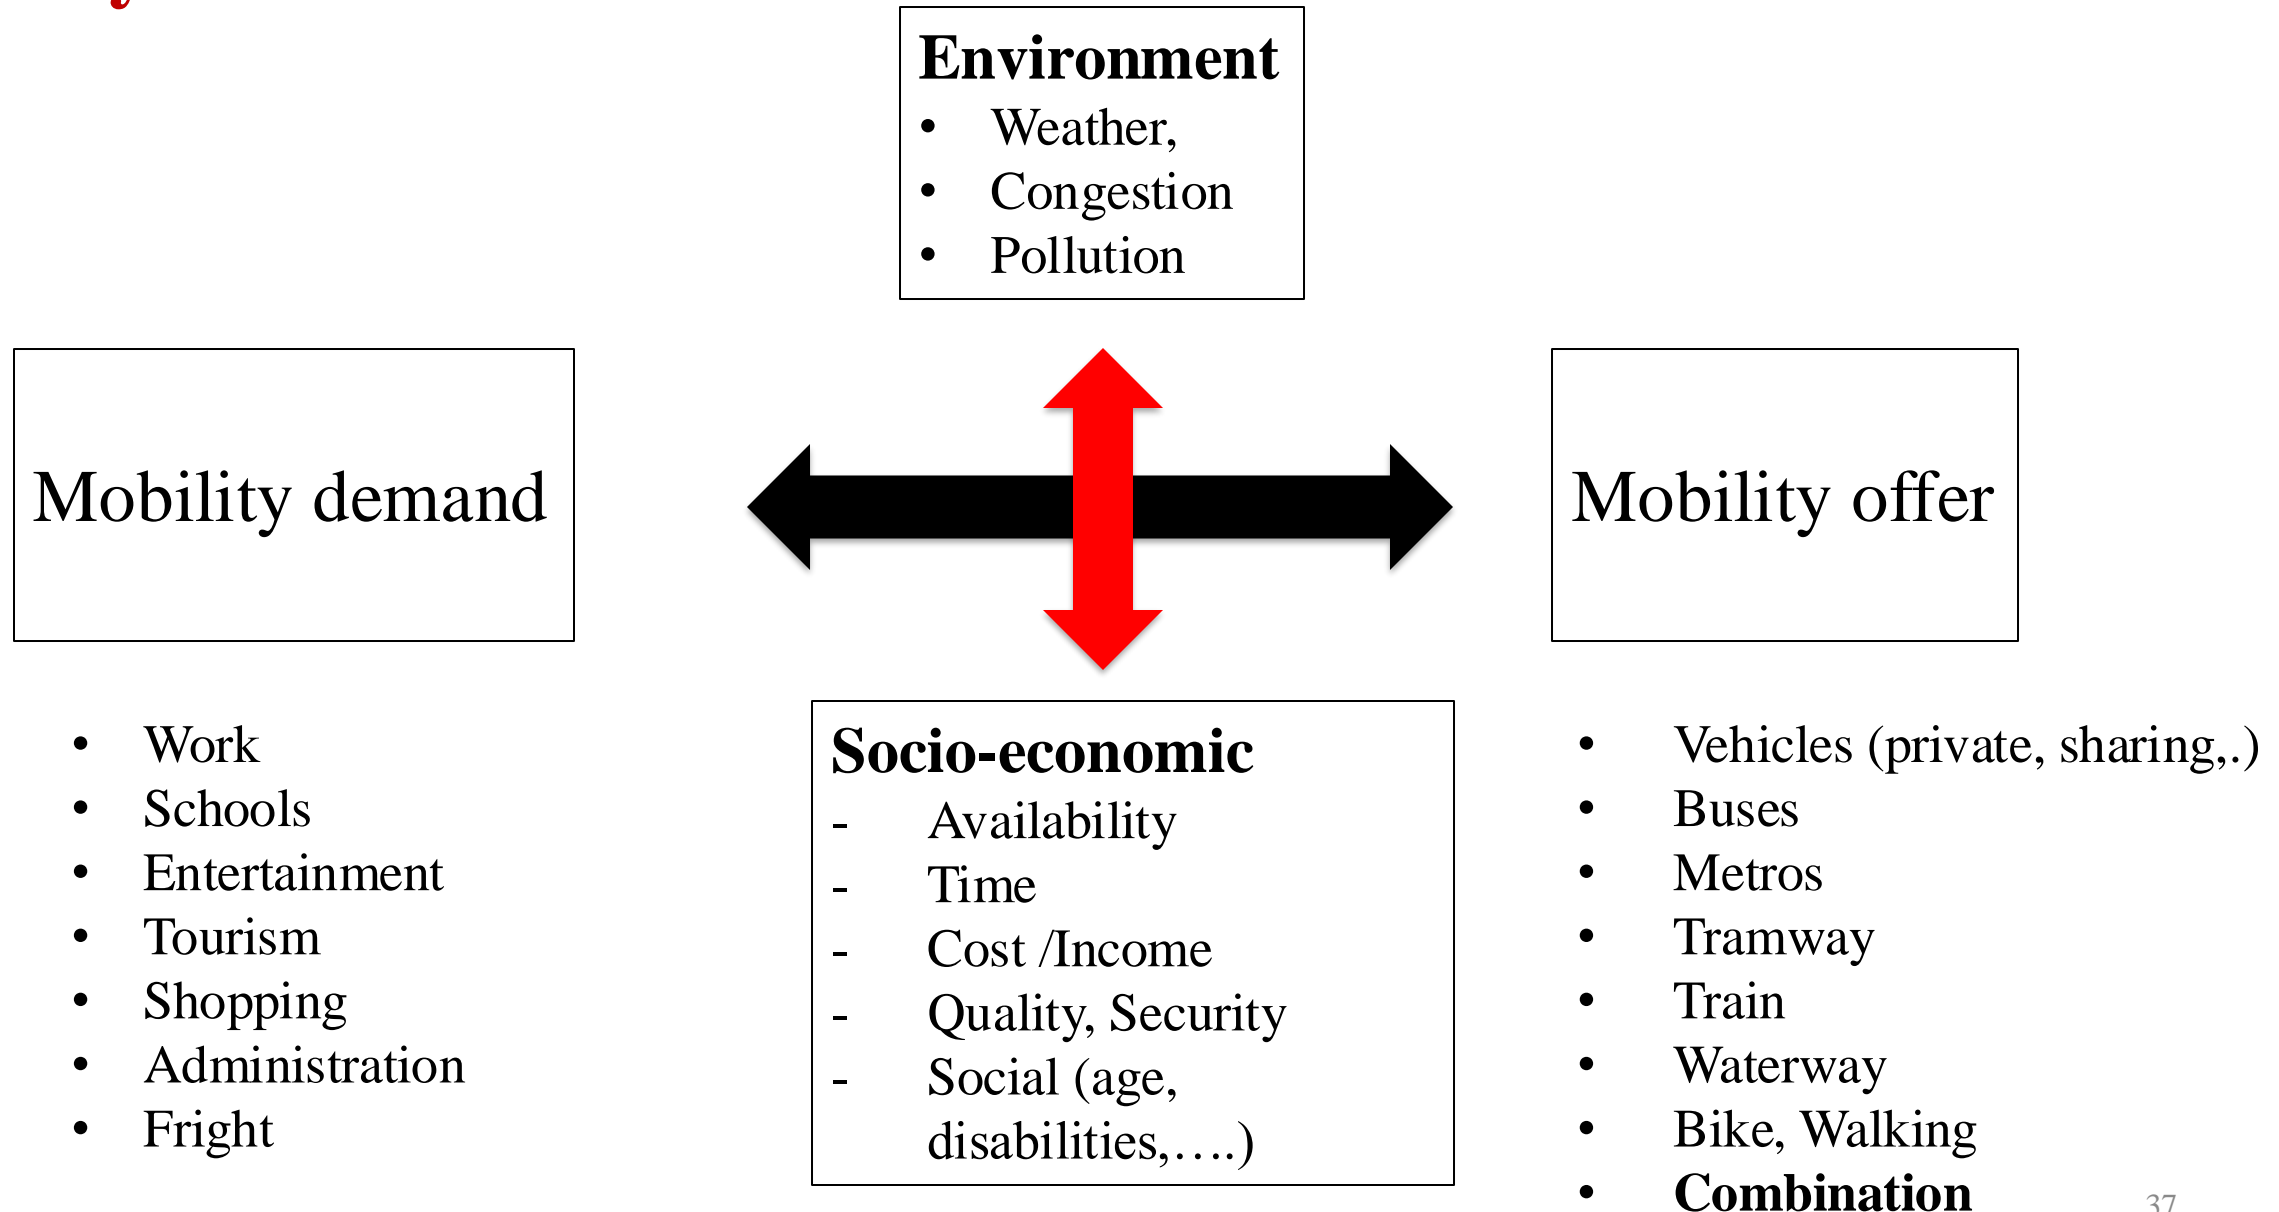 Environment
• Weather,
• Congestion
• Pollution
Mobility demand
Mobility offer
• Work
• Schools
• Entertainment
• Tourism
• Shopping
• Administration
• Fright
Socio-economic
- Availability
- Time
- Cost /Income
- Quality, Security
- Social (age,
disabilities,….)
• Vehicles (private, sharing,.)
• Buses
• Metros
• Tramway
• Train
• Waterway
• Bike, Walking
• Combination
37